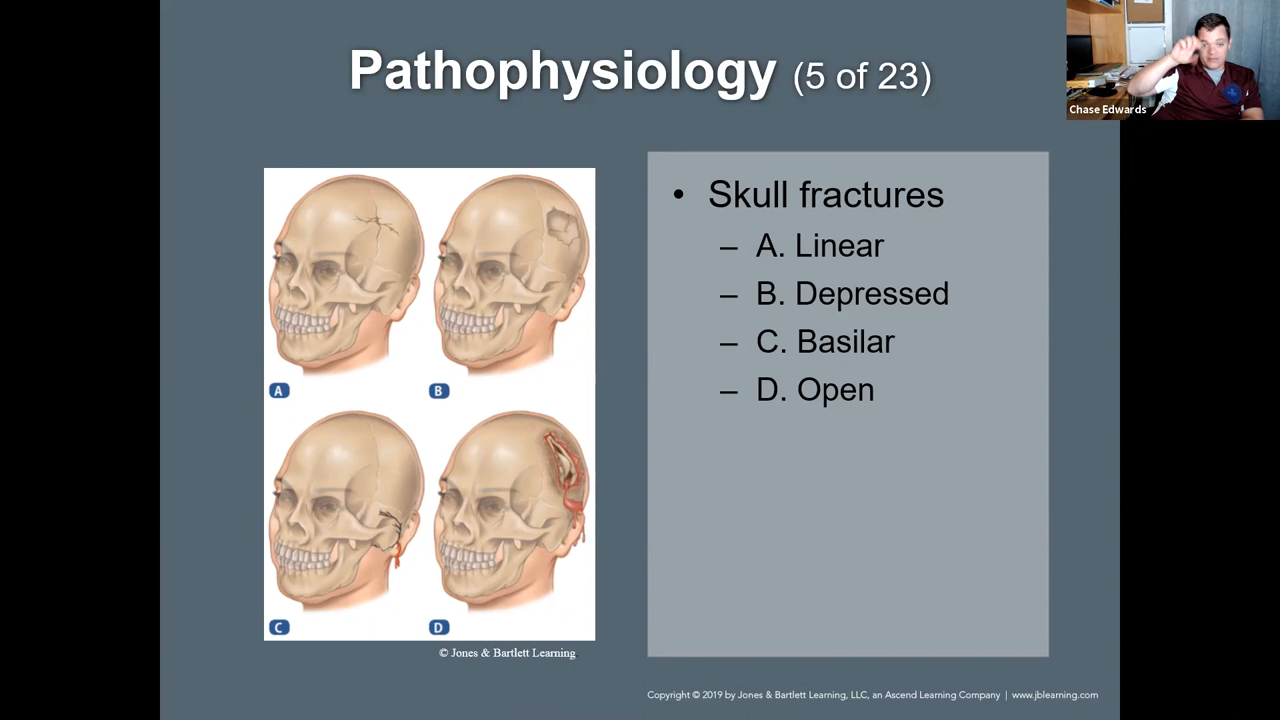 Pathophysiology (5 of 23)
Chase Edwards
• Skull fractures
– A. Linear
– B. Depressed
– C. Basilar
– D. Open
A
B
C
D
© Jones & Bartlett Learning
Copyright © 2019 by Jones & Bartlett Learning, LLC, an Ascend Learning Company | www.jblearning.com